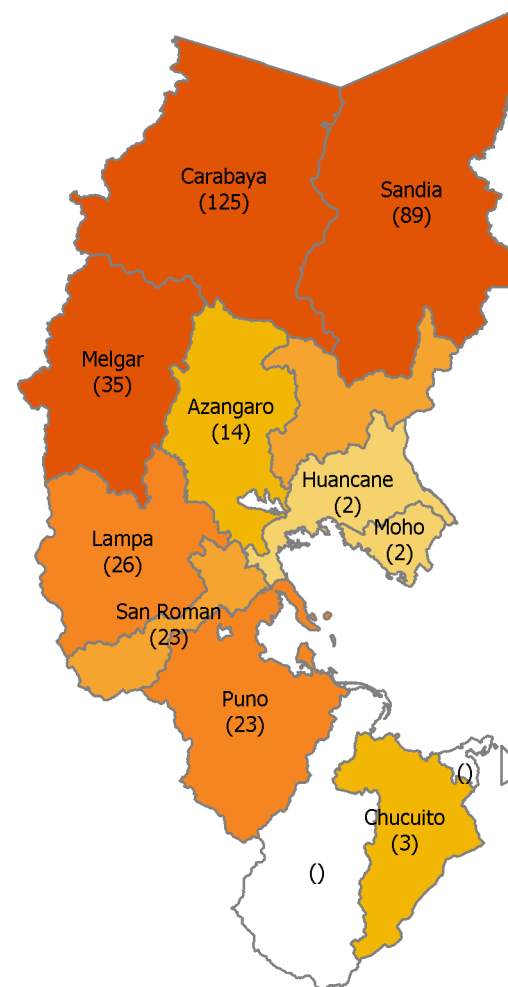 Carabaya
(125)
Sandia
(89)
Melgar
(35)
Azangaro
(14)
Huancane
(2)
Moho
(2)
Lampa
(26)
San Roman
(23)
Puno
(23)
()
Chucuito
(3)
()